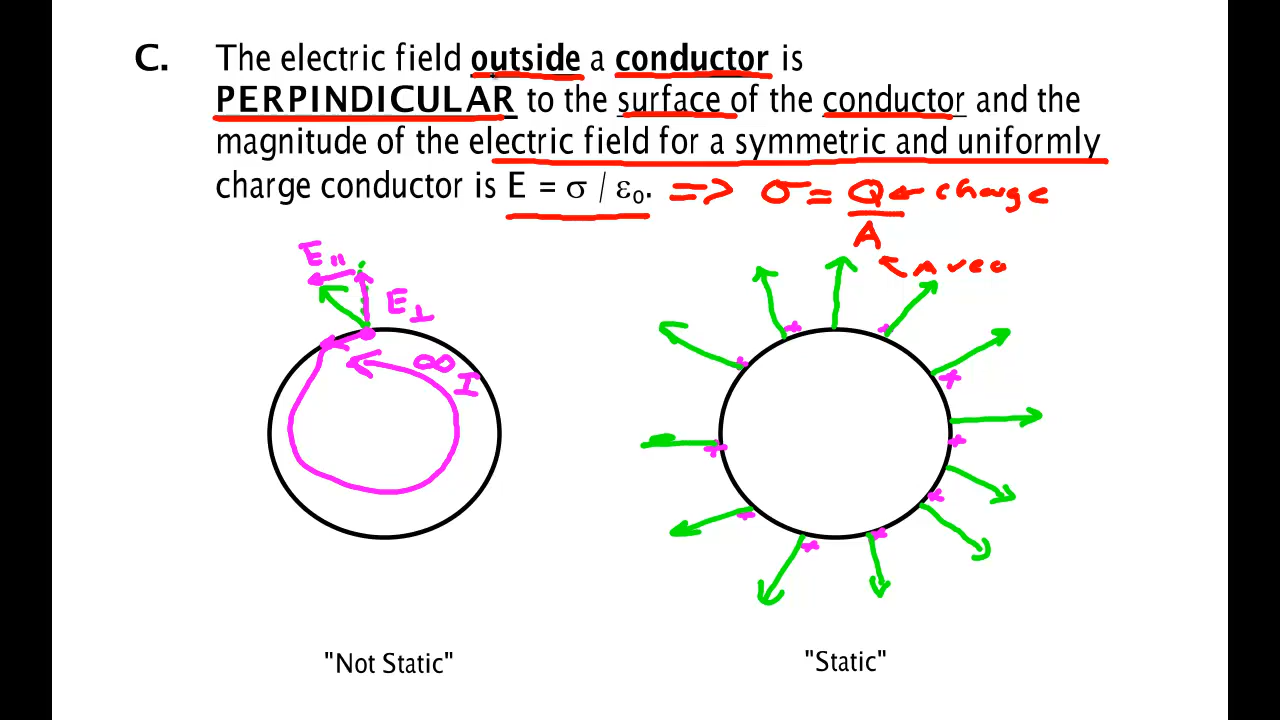 C. The electric field outside a conductor is
PERPINDICULAR to the surface of the conductor and the
magnitude of the electric field for a symmetric and uniformly
charge conductor is E = σ / ε₀. => σ = Q ← charge
A
Area
E||
E⊥
∞ I
+ + + + + + + + + + +
"Not Static" "Static"